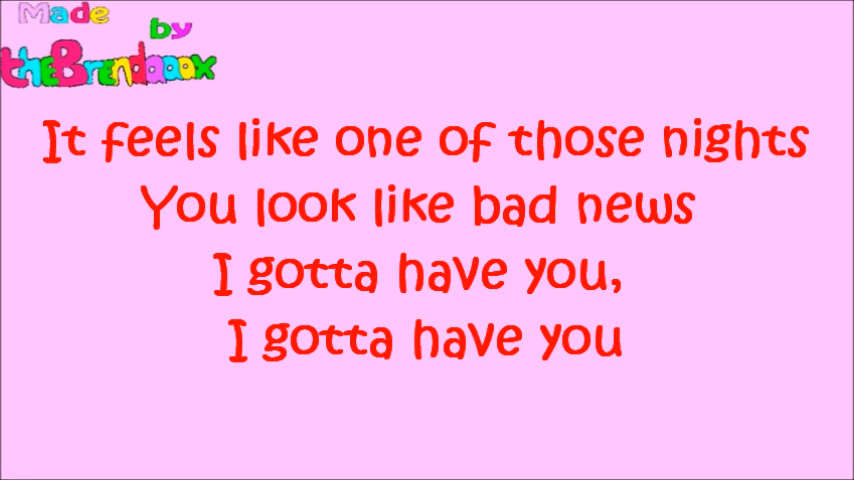 Made
by
theBrendaaax
It feels like one of those nights
You look like bad news
I gotta have you,
I gotta have you